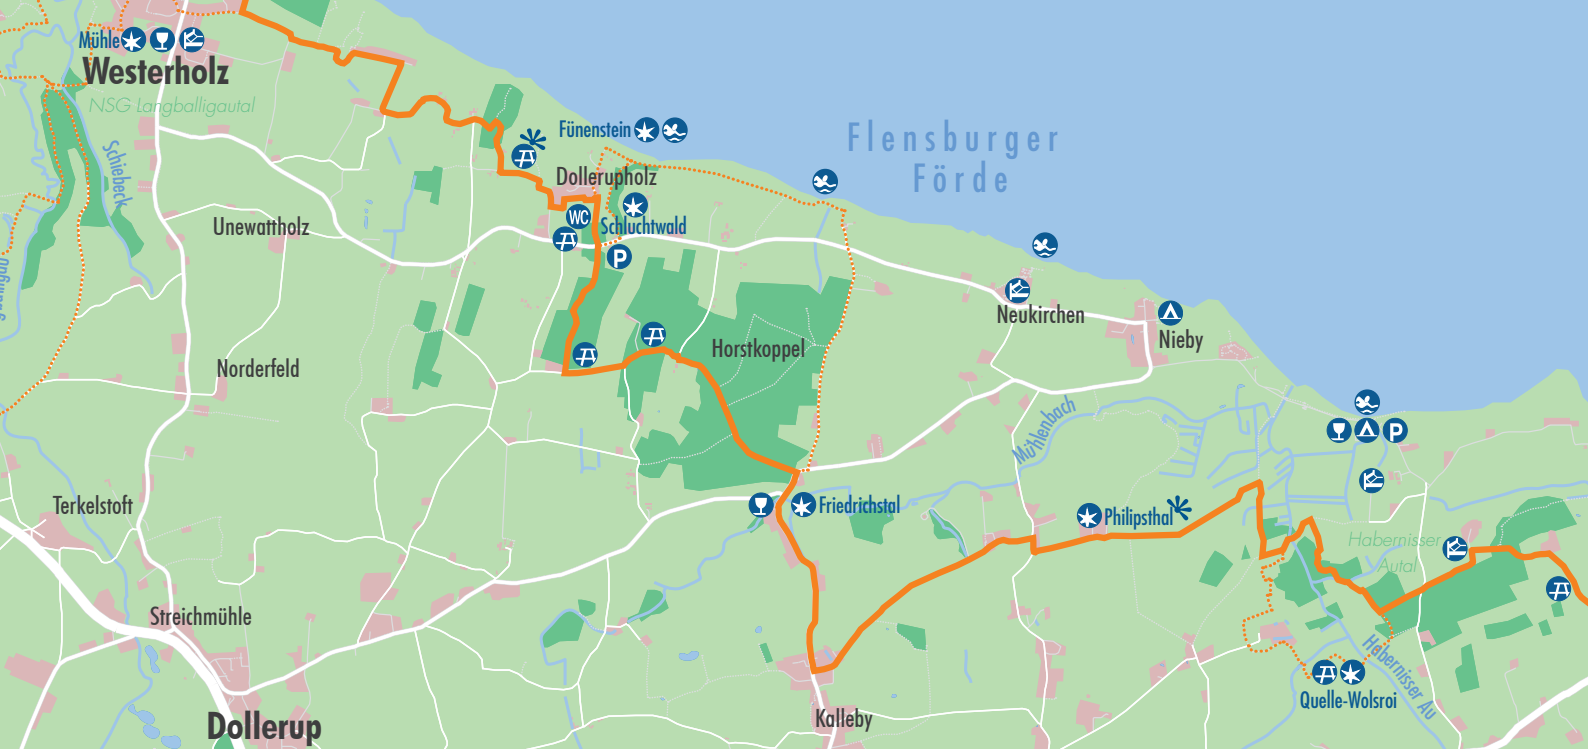 Mühle
Westerholz
NSG Langballigautal
Schiebeck
Fünenstein
Flensburger
Förde
Dollerupholz
WC
Schluchtwald
P
Unewattholz
Neukirchen
Nieby
Horstkoppel
Norderfeld
Mühlenbach
P
Terkelstoft
Friedrichstal
Philipsthal
Habernisser
Autal
Streichmühle
Habernisser Au
Quelle-Wolsroi
Kalleby
Dollerup